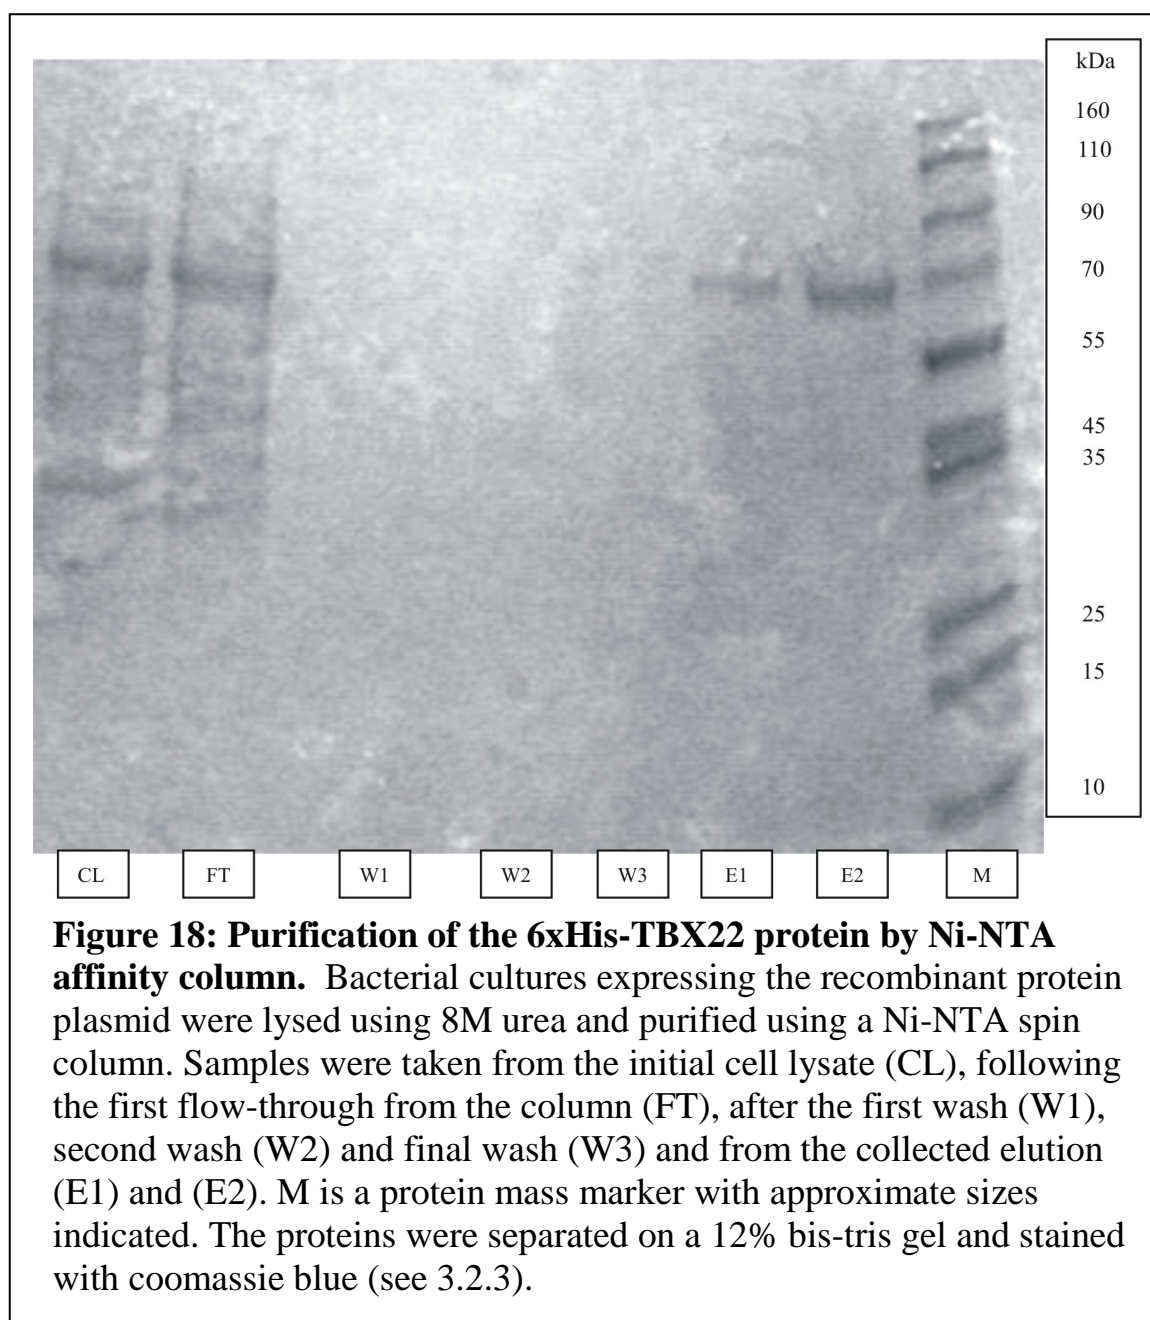 kDa
160
110
90
70
55
45
35
25
15
10
CL FT W1 W2 W3 E1 E2 M
Figure 18: Purification of the 6xHis-TBX22 protein by Ni-NTA
affinity column. Bacterial cultures expressing the recombinant protein
plasmid were lysed using 8M urea and purified using a Ni-NTA spin
column. Samples were taken from the initial cell lysate (CL), following
the first flow-through from the column (FT), after the first wash (W1),
second wash (W2) and final wash (W3) and from the collected elution
(E1) and (E2). M is a protein mass marker with approximate sizes
indicated. The proteins were separated on a 12% bis-tris gel and stained
with coomassie blue (see 3.2.3).